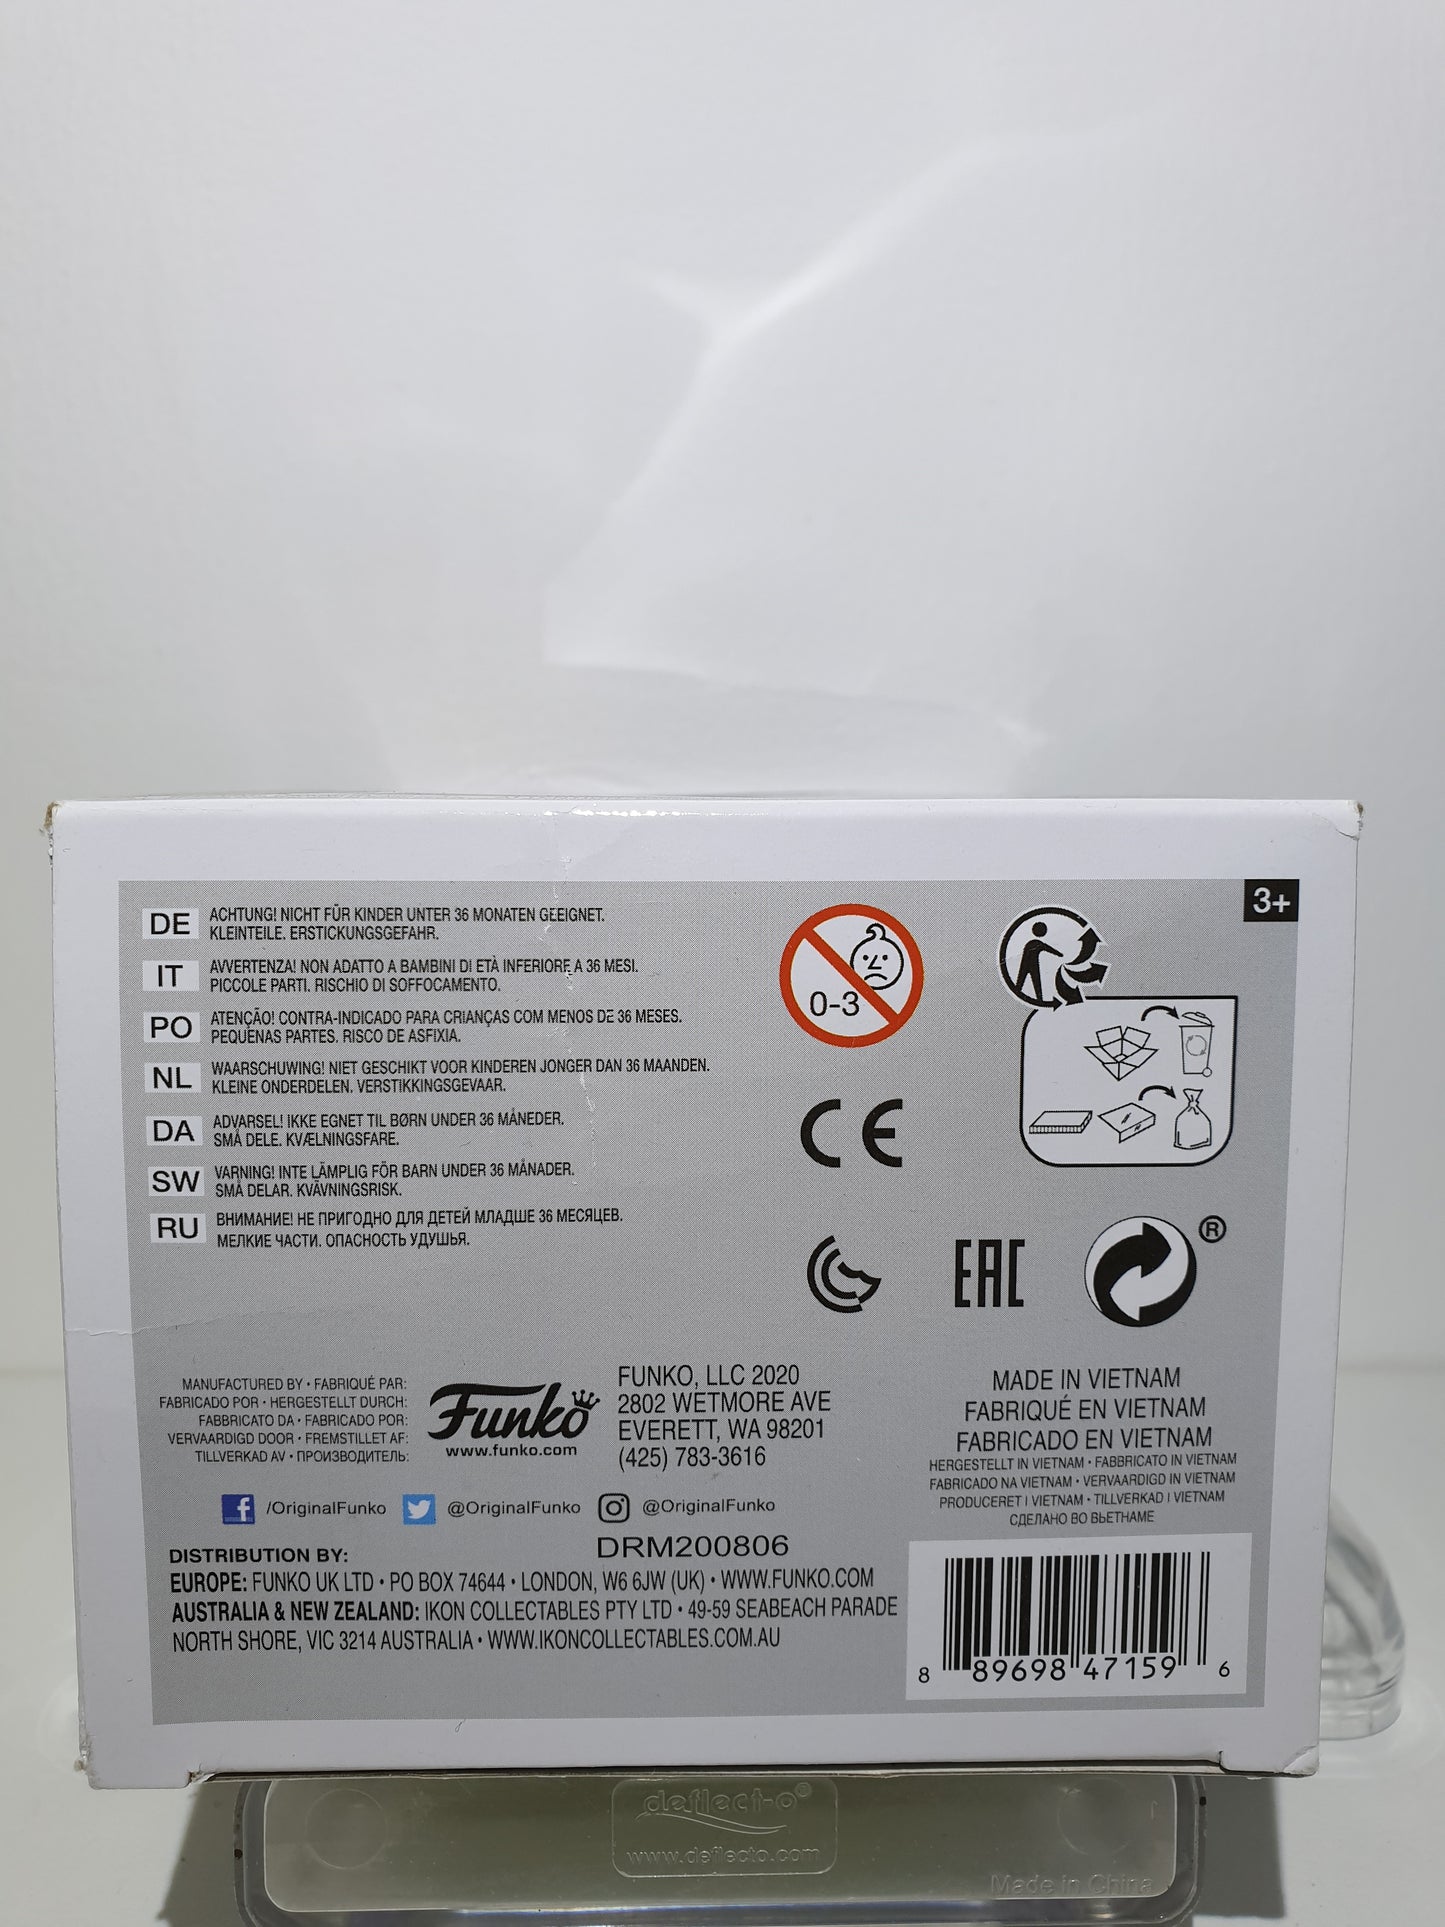 3+
DE
ACHTUNG! NICHT FÜR KINDER UNTER 36 MONATEN GEEIGNET.
KLEINTEILE. ERSTICKUNGSGEFAHR.
IT
AVVERTENZA! NON ADATTO A BAMBINI DI ETÀ INFERIORE A 36 MESI.
PICCOLE PARTI. RISCHIO DI SOFFOCAMENTO.
PO
ATENÇÃO! CONTRA-INDICADO PARA CRIANÇAS COM MENOS DE 36 MESES.
PEQUENAS PARTES. RISCO DE ASFIXIA.
NL
WAARSCHUWING! NIET GESCHIKT VOOR KINDEREN JONGER DAN 36 MAANDEN.
KLEINE ONDERDELEN. VERSTIKKINGSGEVAAR.
DA
ADVARSEL! IKKE EGNET TIL BØRN UNDER 36 MÅNEDER.
SMÅ DELE. KVÆLNINGSFARE.
SW
VARNING! INTE LÄMPLIG FÖR BARN UNDER 36 MÅNADER.
SMÅ DELAR. KVÄVNINGSRISK.
RU
ВНИМАНИЕ! НЕ ПРИГОДНО ДЛЯ ДЕТЕЙ МЛАДШЕ 36 МЕСЯЦЕВ.
МЕЛКИЕ ЧАСТИ. ОПАСНОСТЬ УДУШЬЯ.
0-3
CE
EAC
®
MANUFACTURED BY • FABRIQUÉ PAR:
FABRICADO POR • HERGESTELLT DURCH:
FABBRICATO DA • FABRICADO POR:
VERVAARDIGD DOOR • FREMSTILLET AF:
TILLVERKAD AV • ПРОИЗВОДИТЕЛЬ:
Funko
www.funko.com
FUNKO, LLC 2020
2802 WETMORE AVE
EVERETT, WA 98201
(425) 783-3616
MADE IN VIETNAM
FABRIQUÉ EN VIETNAM
FABRICADO EN VIETNAM
HERGESTELLT IN VIETNAM • FABBRICATO IN VIETNAM
FABRICADO NA VIETNAM • VERVAARDIGD IN VIETNAM
PRODUCERET I VIETNAM • TILLVERKAD I VIETNAM
СДЕЛАНО ВО ВЬЕТНАМЕ
/OriginalFunko @OriginalFunko @OriginalFunko
DRM200806
DISTRIBUTION BY:
EUROPE: FUNKO UK LTD • PO BOX 74644 • LONDON, W6 6JW (UK) • WWW.FUNKO.COM
AUSTRALIA & NEW ZEALAND: IKON COLLECTABLES PTY LTD • 49-59 SEABEACH PARADE
NORTH SHORE, VIC 3214 AUSTRALIA • WWW.IKONCOLLECTABLES.COM.AU
8 89698 47159 6
deflect-o®
www.deflecto.com
Made in China